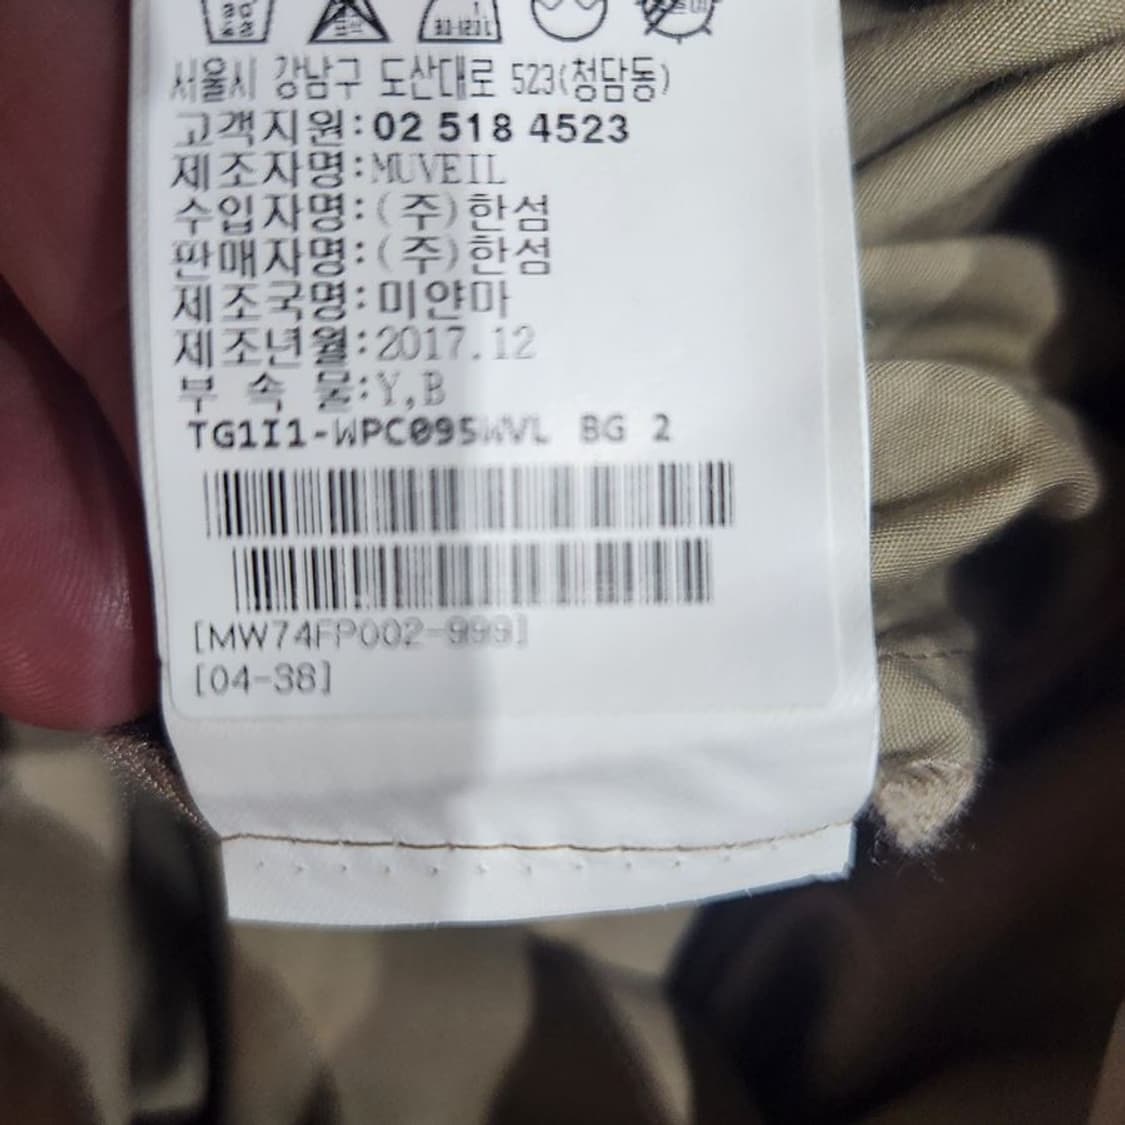 서울시 강남구 도산대로 523(청담동)
고객지원:02 518 4523
제조자명:MUVEIL
수입자명:(주)한섬
판매자명:(주)한섬
제조국명:미얀마
제조년월:2017.12
부 속 물:Y,B
TG1I1-WPC095WVL BG 2
[MW74FP002-999]
[04-38]